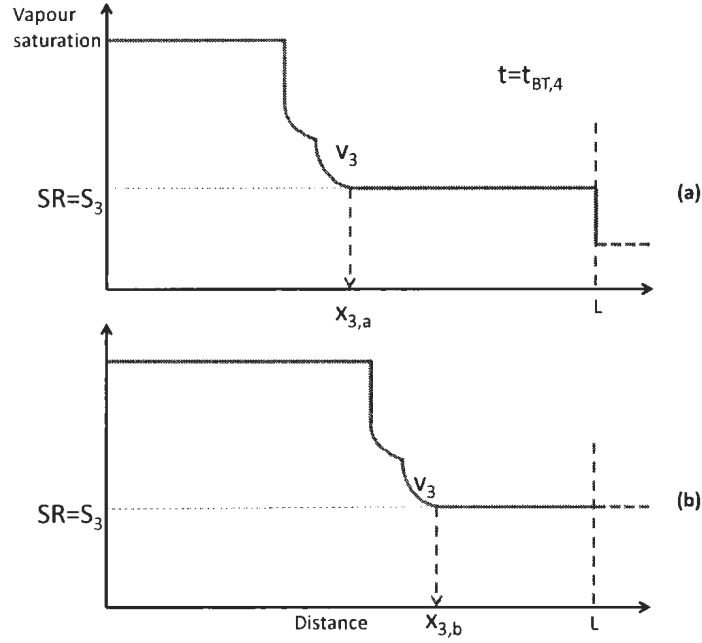 Vapour
saturation
t=t_BT,4
v₃
SR=S₃
(a)
x₃,a
L
v₃
SR=S₃
(b)
Distance
x₃,b
L